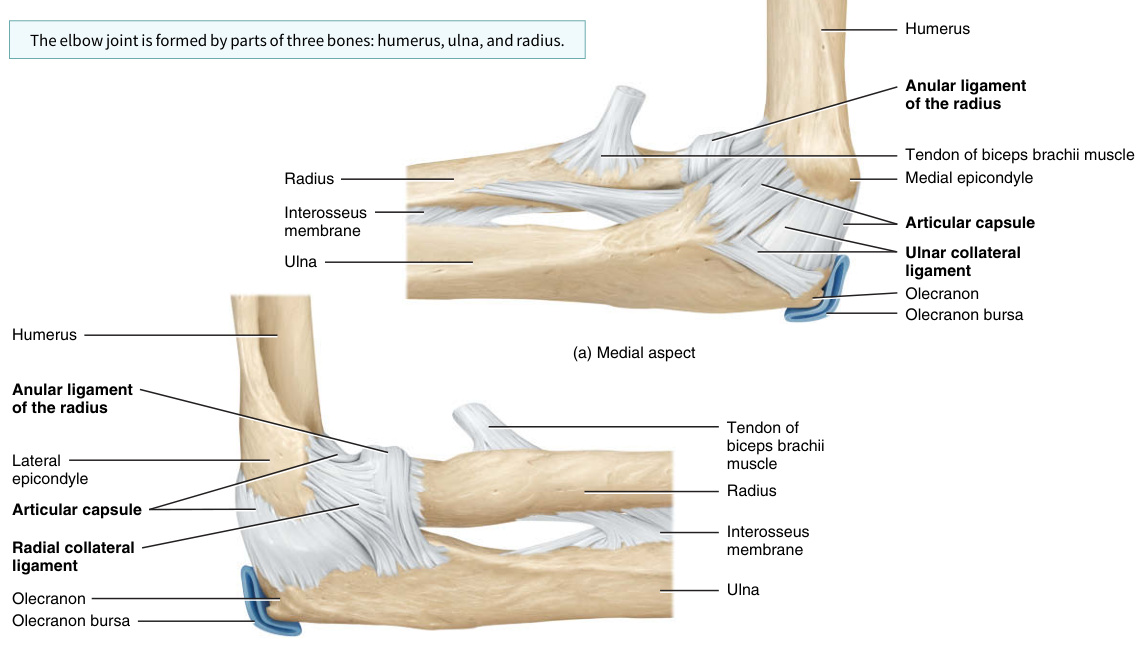 The elbow joint is formed by parts of three bones: humerus, ulna, and radius.
Humerus
Anular ligament
of the radius
Tendon of biceps brachii muscle
Medial epicondyle
Articular capsule
Ulnar collateral
ligament
Olecranon
Olecranon bursa
Radius
Interosseus
membrane
Ulna
(a) Medial aspect
Humerus
Anular ligament
of the radius
Lateral
epicondyle
Articular capsule
Radial collateral
ligament
Olecranon
Olecranon bursa
Tendon of
biceps brachii
muscle
Radius
Interosseus
membrane
Ulna